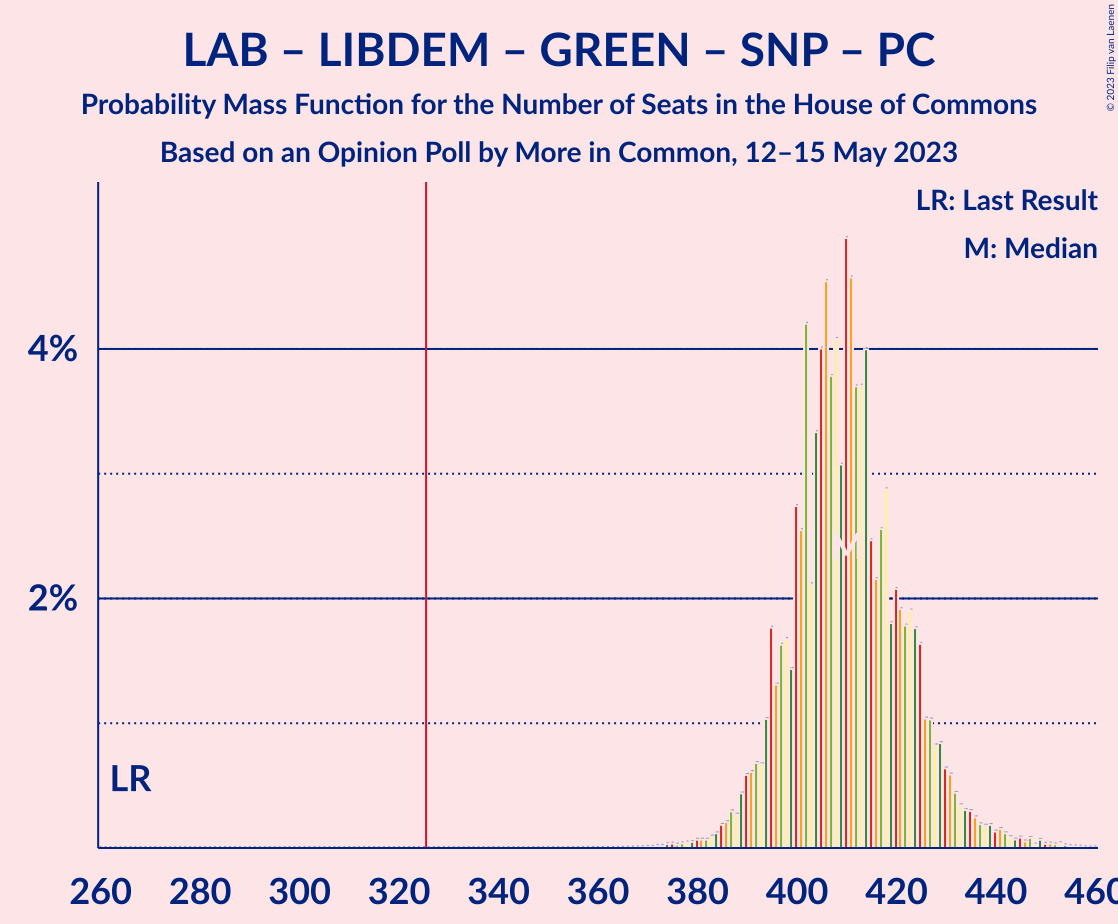 LAB – LIBDEM – GREEN – SNP – PC
Probability Mass Function for the Number of Seats in the House of Commons
Based on an Opinion Poll by More in Common, 12–15 May 2023
© 2023 Filip van Laenen
LR: Last Result
M: Median
4%
2%
LR
260 280 300 320 340 360 380 400 420 440 460